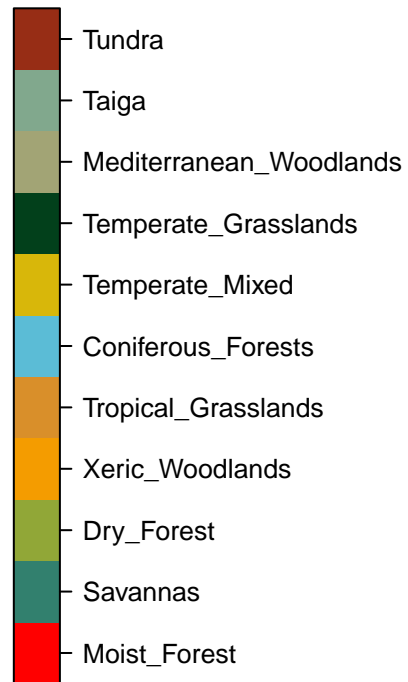 Tundra
Taiga
Mediterranean_Woodlands
Temperate_Grasslands
Temperate_Mixed
Coniferous_Forests
Tropical_Grasslands
Xeric_Woodlands
Dry_Forest
Savannas
Moist_Forest